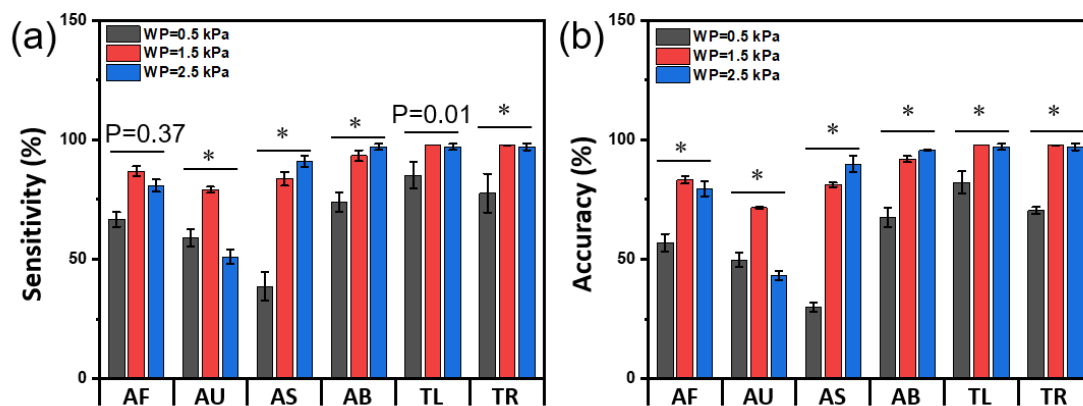 (a)
Sensitivity (%)
150
100
50
0
WP=0.5 kPa
WP=1.5 kPa
WP=2.5 kPa
P=0.37
*
*
*
P=0.01
*
AF AU AS AB TL TR
(b)
Accuracy (%)
150
100
50
0
WP=0.5 kPa
WP=1.5 kPa
WP=2.5 kPa
*
*
*
*
*
*
AF AU AS AB TL TR